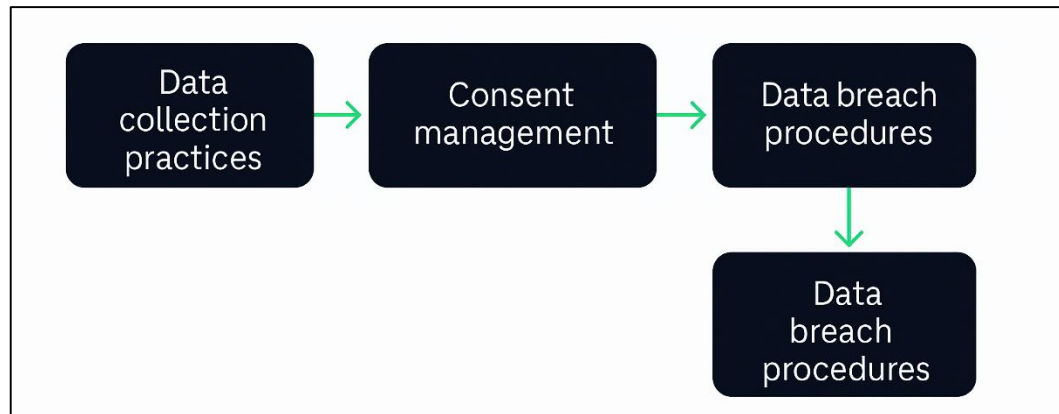 Data
collection
practices
Consent
management
Data breach
procedures
Data
breach
procedures